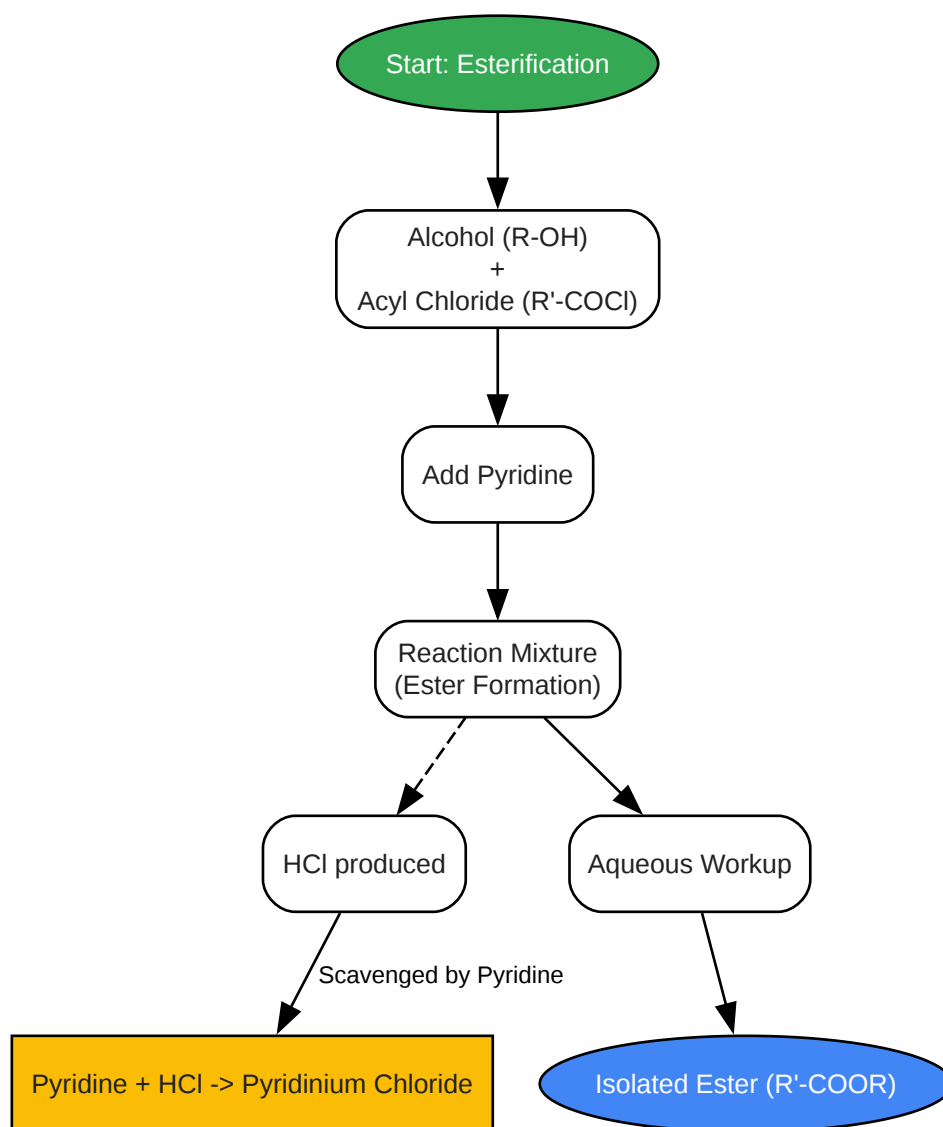 Start: Esterification
Alcohol (R-OH)
+
Acyl Chloride (R'-COCl)
Add Pyridine
Reaction Mixture
(Ester Formation)
HCl produced
Aqueous Workup
Scavenged by Pyridine
Pyridine + HCl -> Pyridinium Chloride
Isolated Ester (R'-COOR)